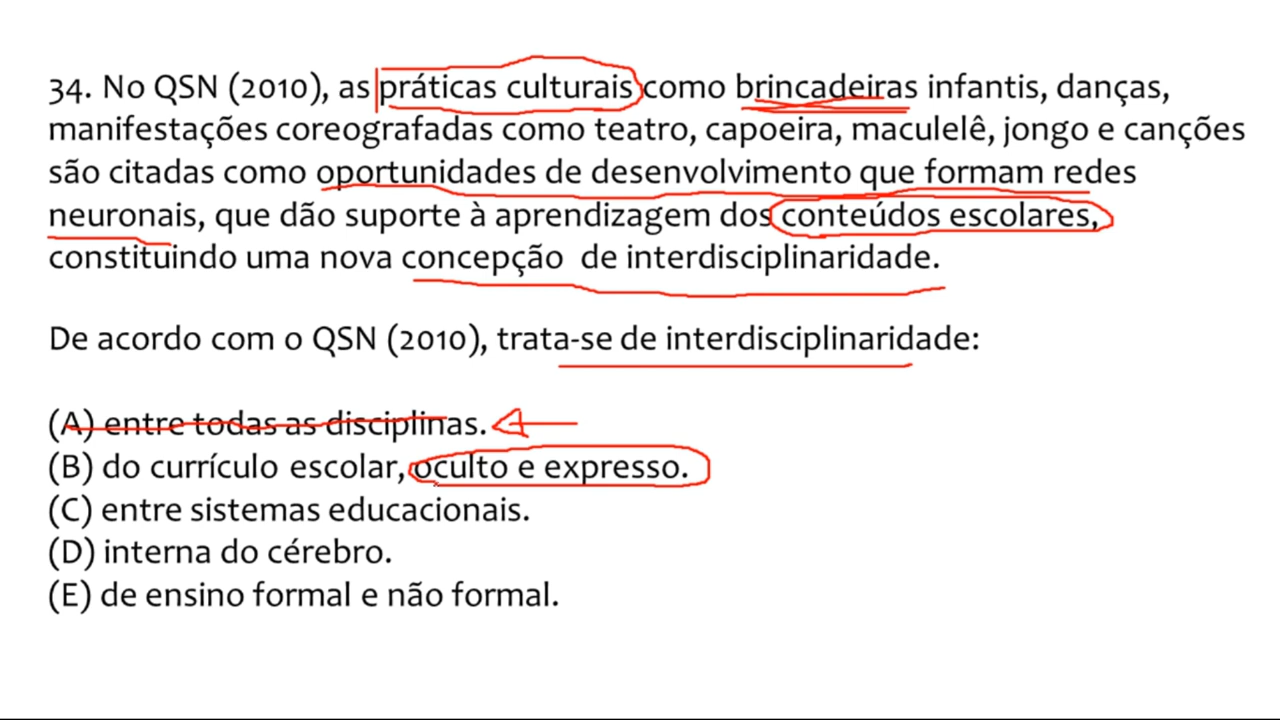 34. No QSN (2010), as práticas culturais como brincadeiras infantis, danças,
manifestações coreografadas como teatro, capoeira, maculelê, jongo e canções
são citadas como oportunidades de desenvolvimento que formam redes
neuronais, que dão suporte à aprendizagem dos conteúdos escolares,
constituindo uma nova concepção de interdisciplinaridade.
De acordo com o QSN (2010), trata-se de interdisciplinaridade:
(A) entre todas as disciplinas.
(B) do currículo escolar, oculto e expresso.
(C) entre sistemas educacionais.
(D) interna do cérebro.
(E) de ensino formal e não formal.